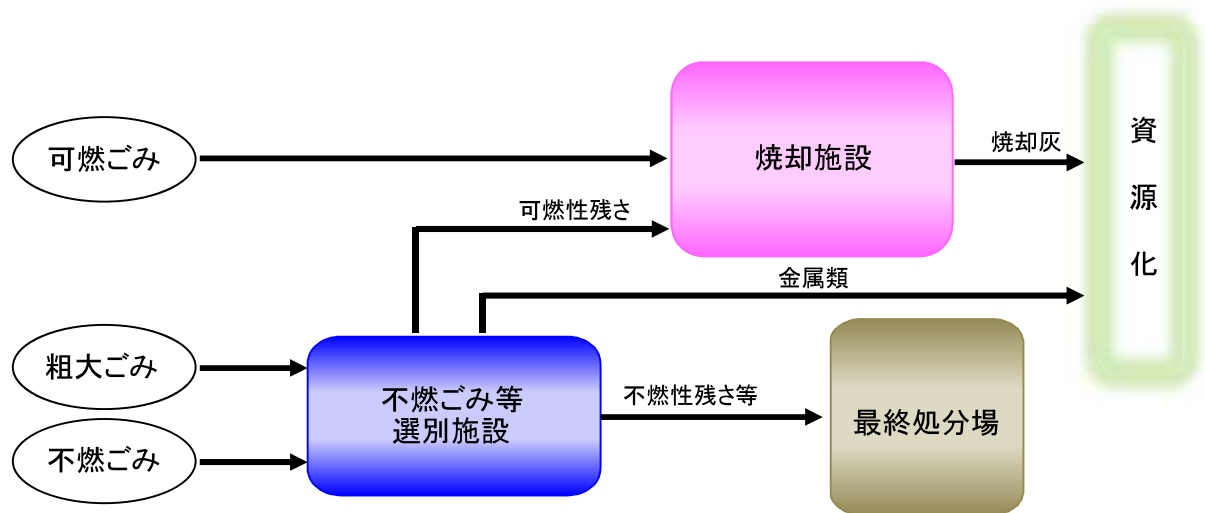 可燃ごみ
焼却施設
焼却灰
資
源
化
可燃性残さ
金属類
粗大ごみ
不燃ごみ等
選別施設
不燃性残さ等
最終処分場
不燃ごみ